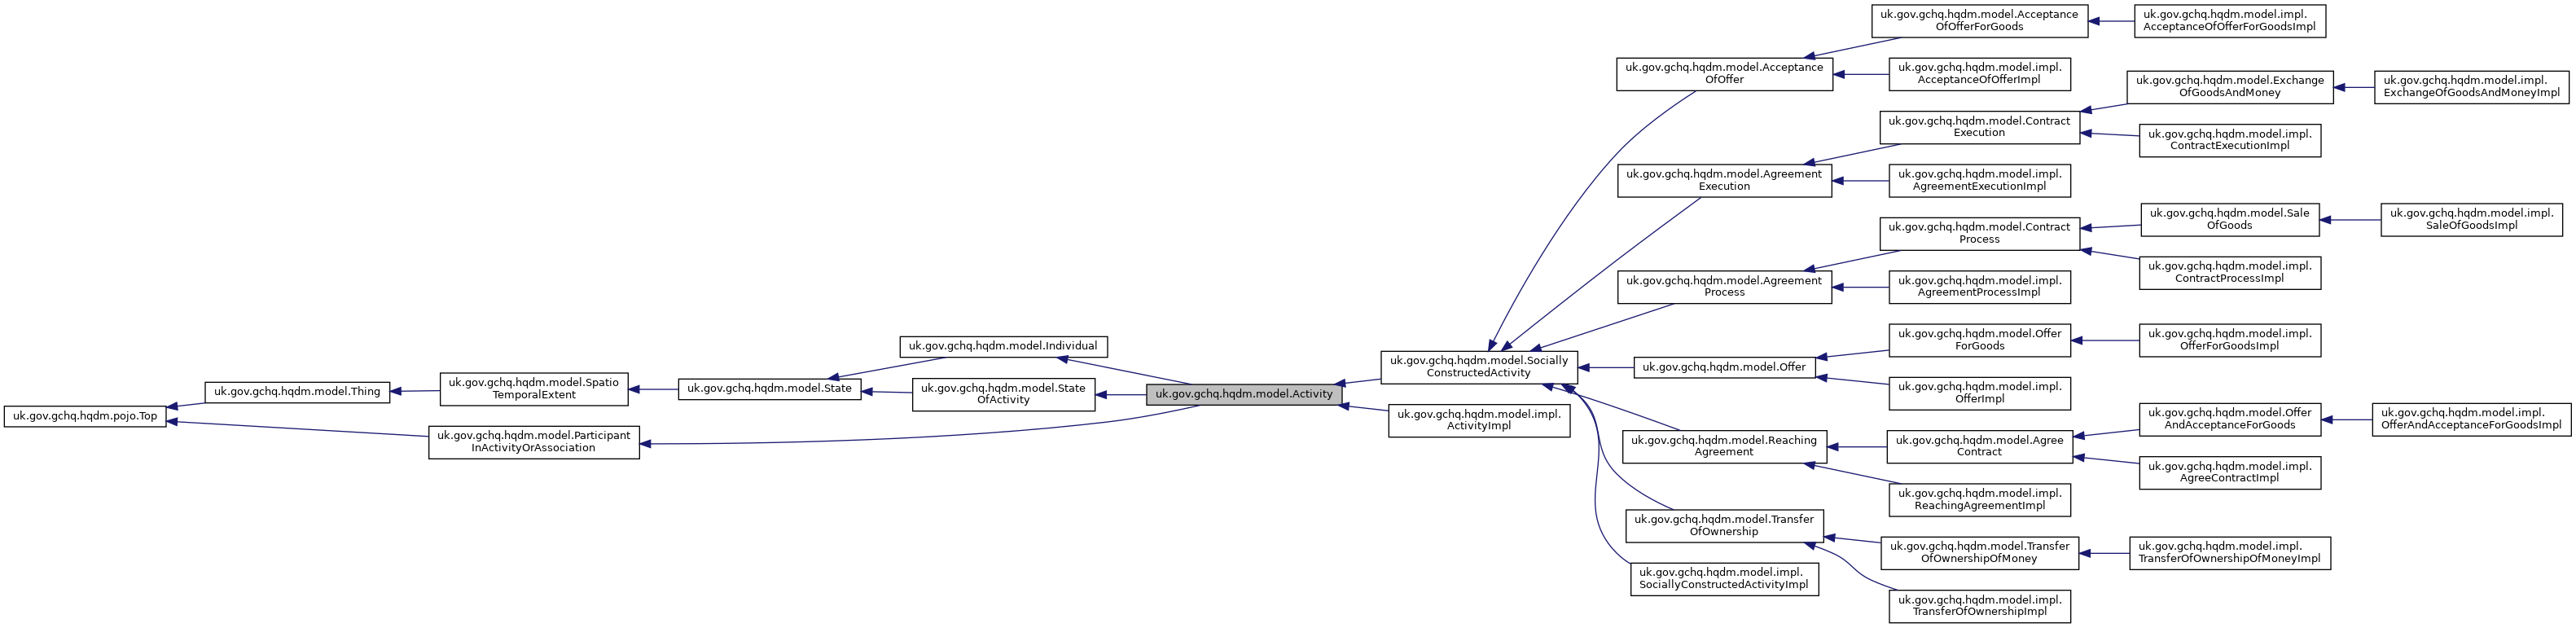 uk.gov.gchq.hqdm.pojo.Top
uk.gov.gchq.hqdm.model.Thing
uk.gov.gchq.hqdm.model.Participant
InActivityOrAssociation
uk.gov.gchq.hqdm.model.Spatio
TemporalExtent
uk.gov.gchq.hqdm.model.State
uk.gov.gchq.hqdm.model.Individual
uk.gov.gchq.hqdm.model.State
OfActivity
uk.gov.gchq.hqdm.model.Activity
uk.gov.gchq.hqdm.model.Socially
ConstructedActivity
uk.gov.gchq.hqdm.model.impl.
ActivityImpl
uk.gov.gchq.hqdm.model.Acceptance
OfOffer
uk.gov.gchq.hqdm.model.Acceptance
OfOfferForGoods
uk.gov.gchq.hqdm.model.impl.
AcceptanceOfOfferForGoodsImpl
uk.gov.gchq.hqdm.model.impl.
AcceptanceOfOfferImpl
uk.gov.gchq.hqdm.model.Agreement
Execution
uk.gov.gchq.hqdm.model.Contract
Execution
uk.gov.gchq.hqdm.model.Exchange
OfGoodsAndMoney
uk.gov.gchq.hqdm.model.impl.
ExchangeOfGoodsAndMoneyImpl
uk.gov.gchq.hqdm.model.impl.
ContractExecutionImpl
uk.gov.gchq.hqdm.model.impl.
AgreementExecutionImpl
uk.gov.gchq.hqdm.model.Agreement
Process
uk.gov.gchq.hqdm.model.Contract
Process
uk.gov.gchq.hqdm.model.Sale
OfGoods
uk.gov.gchq.hqdm.model.impl.
SaleOfGoodsImpl
uk.gov.gchq.hqdm.model.impl.
ContractProcessImpl
uk.gov.gchq.hqdm.model.impl.
AgreementProcessImpl
uk.gov.gchq.hqdm.model.Offer
uk.gov.gchq.hqdm.model.Offer
ForGoods
uk.gov.gchq.hqdm.model.impl.
OfferForGoodsImpl
uk.gov.gchq.hqdm.model.impl.
OfferImpl
uk.gov.gchq.hqdm.model.Reaching
Agreement
uk.gov.gchq.hqdm.model.Agree
Contract
uk.gov.gchq.hqdm.model.Offer
AndAcceptanceForGoods
uk.gov.gchq.hqdm.model.impl.
OfferAndAcceptanceForGoodsImpl
uk.gov.gchq.hqdm.model.impl.
AgreeContractImpl
uk.gov.gchq.hqdm.model.impl.
ReachingAgreementImpl
uk.gov.gchq.hqdm.model.Transfer
OfOwnership
uk.gov.gchq.hqdm.model.Transfer
OfOwnershipOfMoney
uk.gov.gchq.hqdm.model.impl.
TransferOfOwnershipOfMoneyImpl
uk.gov.gchq.hqdm.model.impl.
TransferOfOwnershipImpl
uk.gov.gchq.hqdm.model.impl.
SociallyConstructedActivityImpl